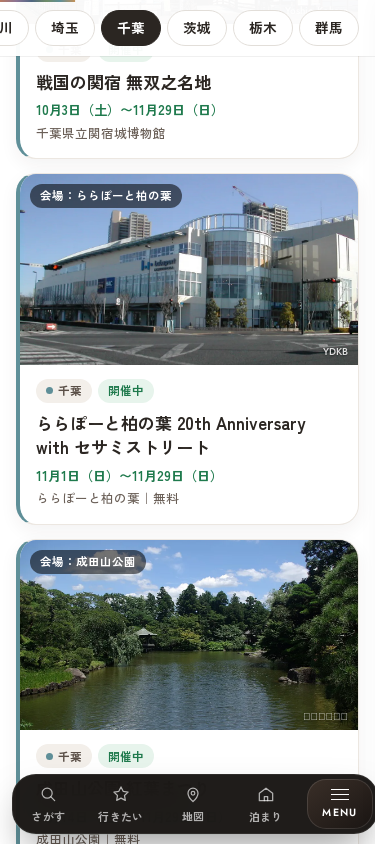 川
埼玉
千葉
茨城
栃木
群馬
戦国の関宿 無双之名地
10月3日（土）〜11月29日（日）
千葉県立関宿城博物館
会場：ららぽーと柏の葉
YDKB
千葉
開催中
ららぽーと柏の葉 20th Anniversary
with セサミストリート
11月1日（日）〜11月29日（日）
ららぽーと柏の葉｜無料
会場：成田山公園
□□□□□□
千葉
開催中
さがす
行きたい
地図
泊まり
MENU
成田山公園｜無料